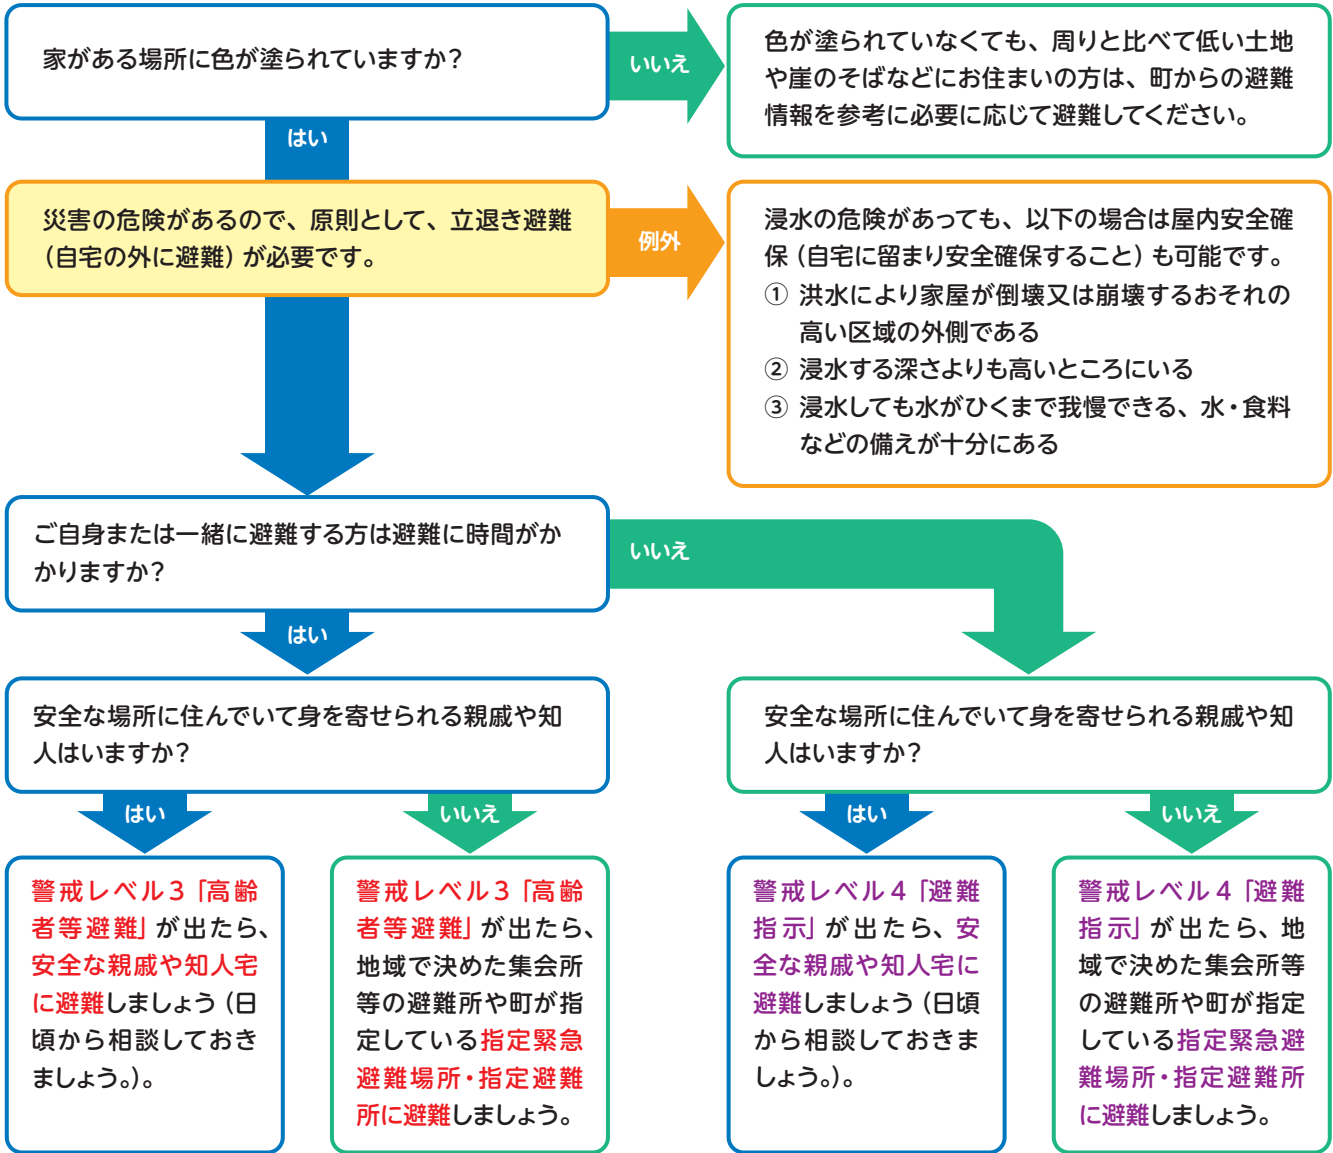 家がある場所に色が塗られていますか？
いいえ
色が塗られていなくても、周りと比べて低い土地
や崖のそばなどにお住まいの方は、町からの避難
情報を参考に必要に応じて避難してください。
はい
災害の危険があるので、原則として、立退き避難
（自宅の外に避難）が必要です。
例外
浸水の危険があっても、以下の場合は屋内安全確
保（自宅に留まり安全確保すること）も可能です。
① 洪水により家屋が倒壊又は崩壊するおそれの
高い区域の外側である
② 浸水する深さよりも高いところにいる
③ 浸水しても水がひくまで我慢できる、水・食料
などの備えが十分にある
ご自身または一緒に避難する方は避難に時間がか
かりますか？
いいえ
はい
安全な場所に住んでいて身を寄せられる親戚や知
人はいますか？
安全な場所に住んでいて身を寄せられる親戚や知
人はいますか？
はい
いいえ
はい
いいえ
警戒レベル３「高齢
者等避難」が出たら、
安全な親戚や知人宅
に避難しましょう（日
頃から相談しておき
ましょう。）。
警戒レベル３「高齢
者等避難」が出たら、
地域で決めた集会所
等の避難所や町が指
定している指定緊急
避難場所・指定避難
所に避難しましょう。
警戒レベル４「避難
指示」が出たら、安
全な親戚や知人宅に
避難しましょう（日頃
から相談しておきま
しょう。）。
警戒レベル４「避難
指示」が出たら、地
域で決めた集会所等
の避難所や町が指定
している指定緊急避
難場所・指定避難所
に避難しましょう。